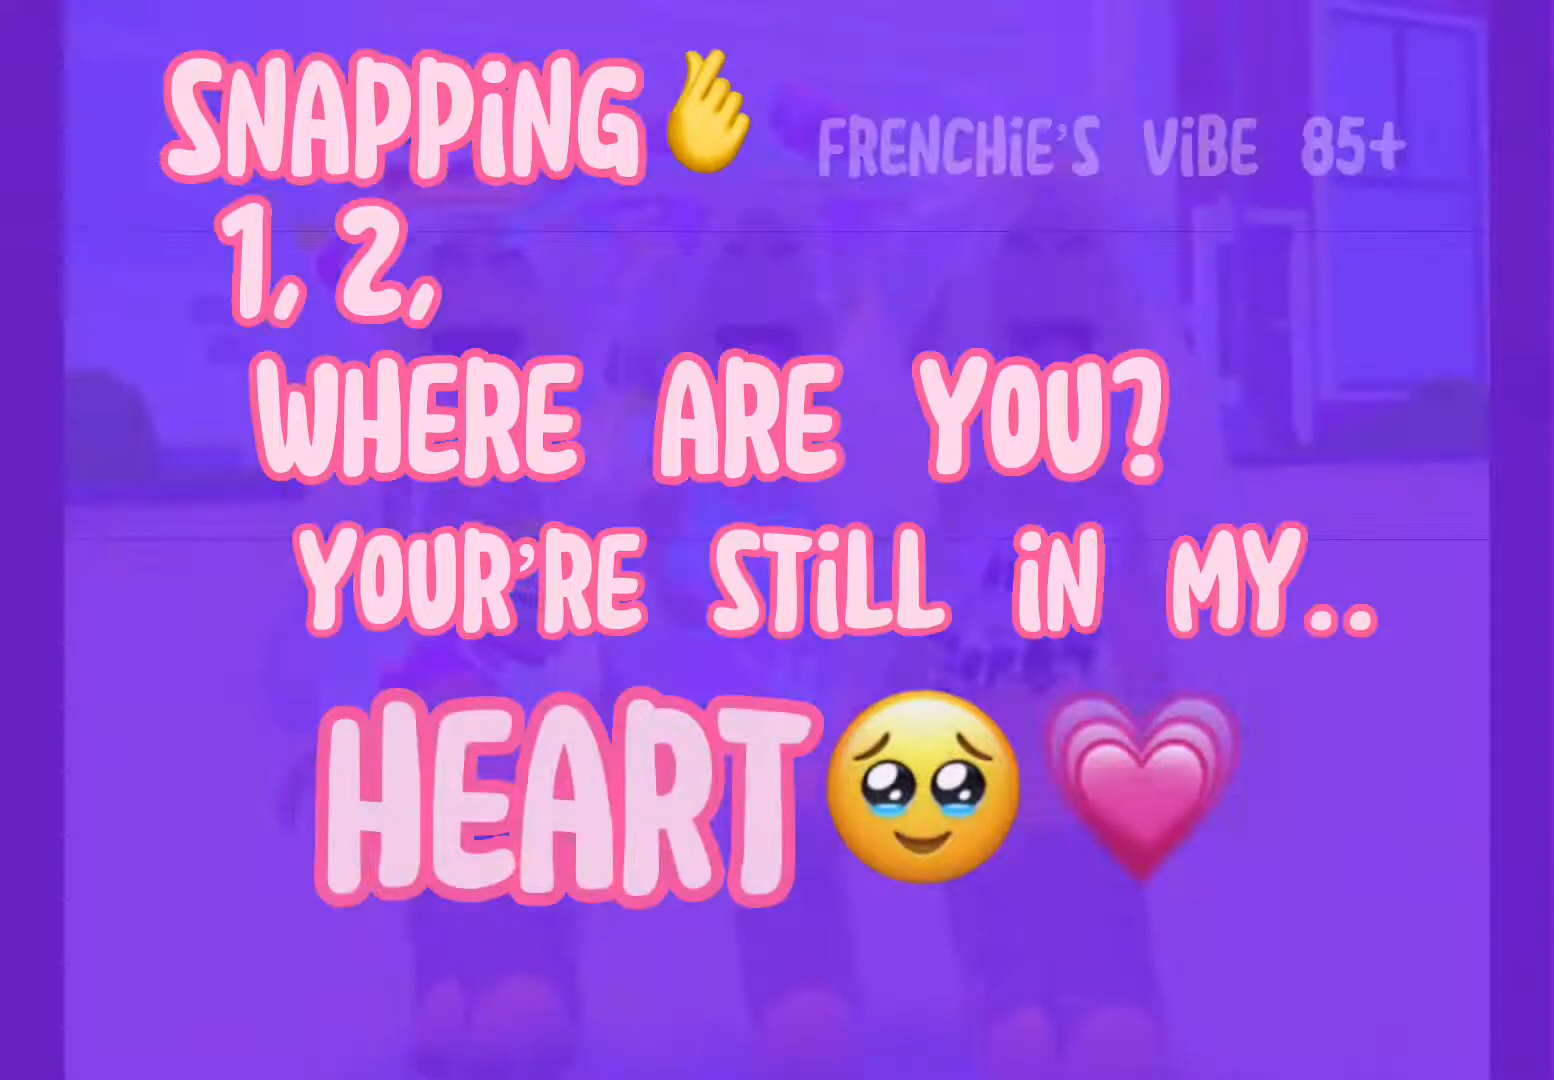 SNAPPiNG🫰 FRENCHiE'S ViBE 85+
1, 2,
WHERE ARE YOU?
YOUR'RE STiLL iN MY..
HEART🥹💗